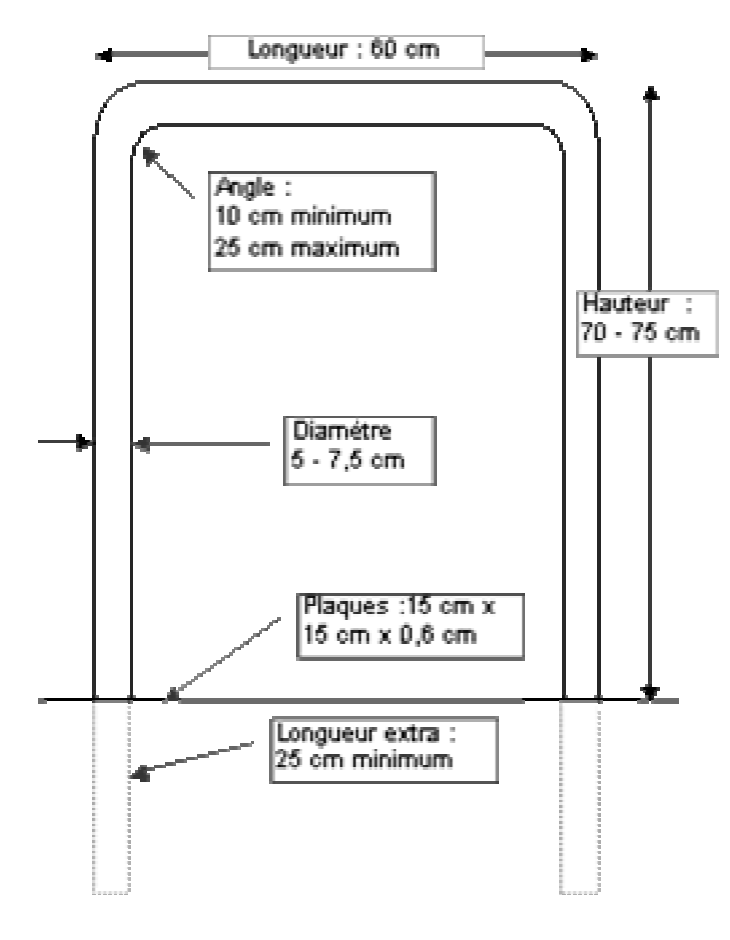 Longueur : 60 cm
Angle :
10 cm minimum
25 cm maximum
Hauteur :
70 - 75 cm
Diamétre
5 - 7,5 cm
Plaques :15 cm x
15 cm x 0,6 cm
Longueur extra :
25 cm minimum